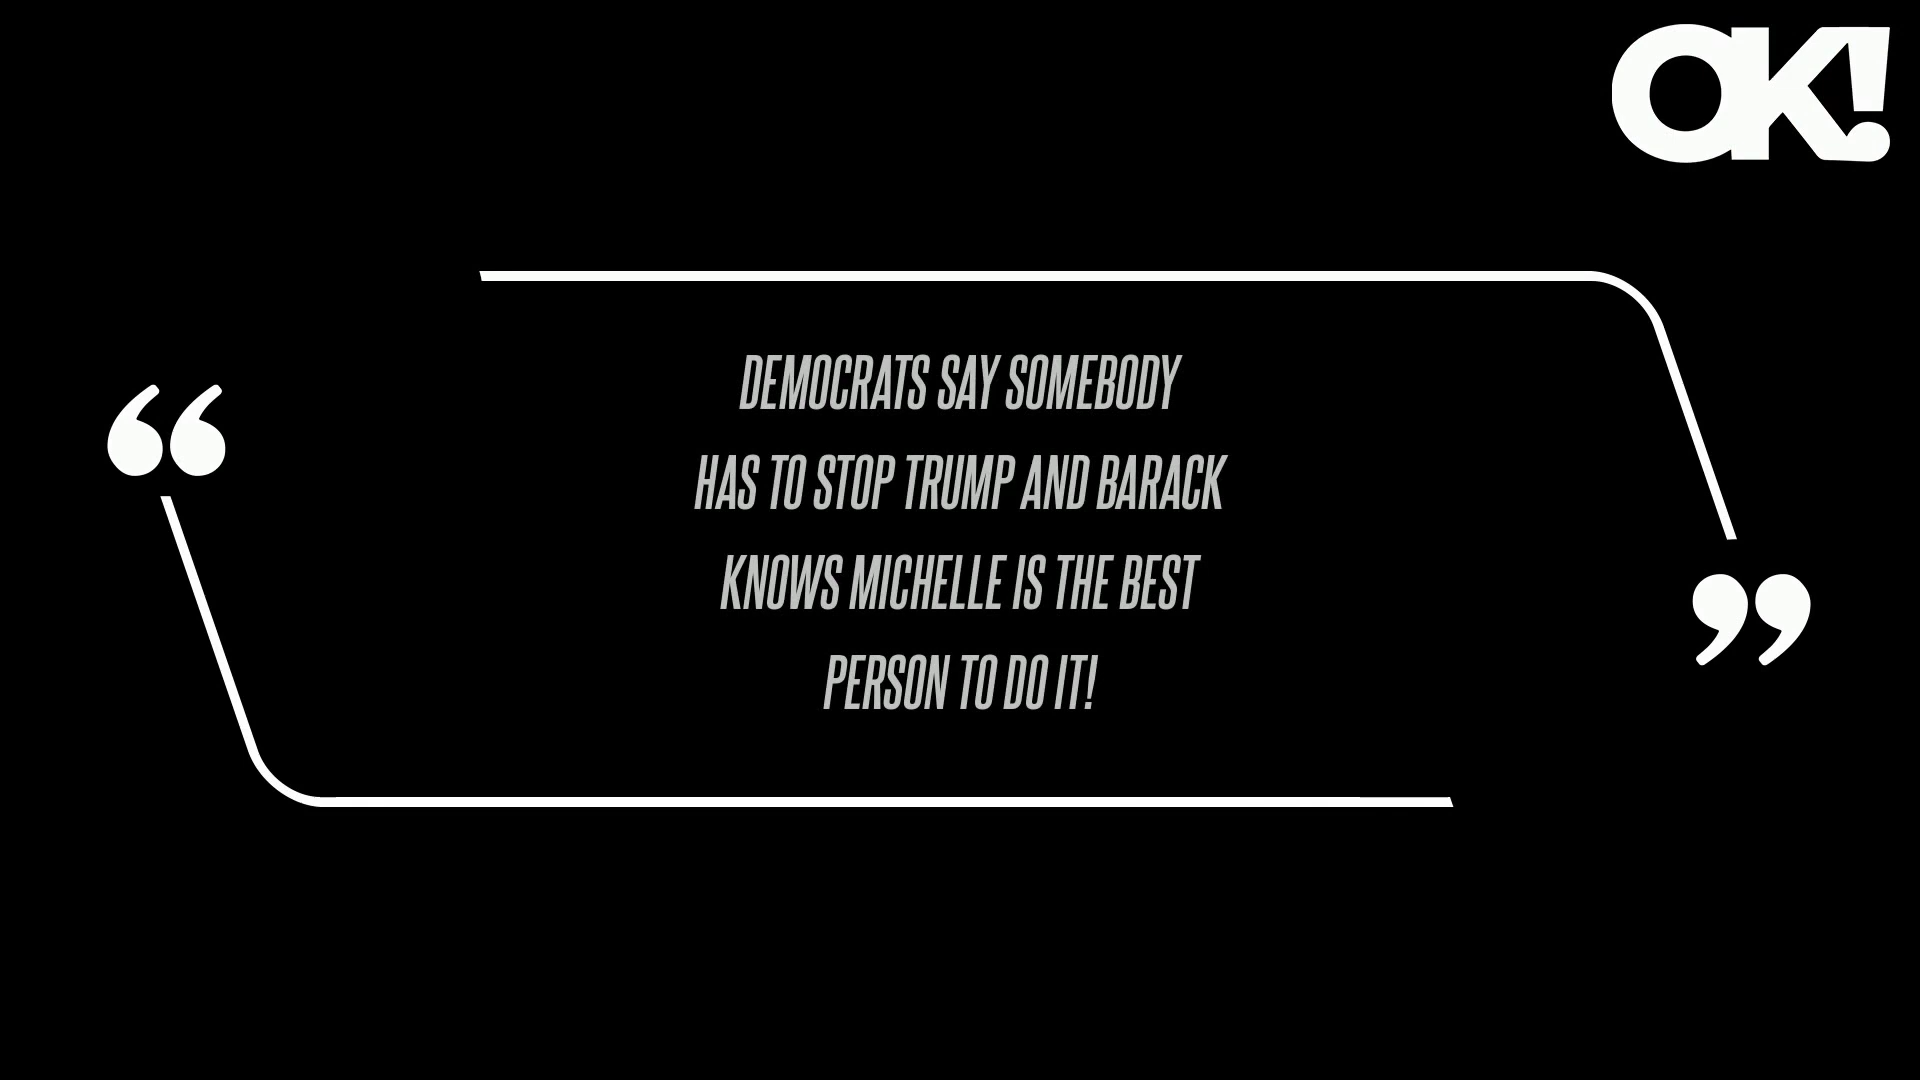 OK!
“
DEMOCRATS SAY SOMEBODY
HAS TO STOP TRUMP AND BARACK
KNOWS MICHELLE IS THE BEST
PERSON TO DO IT!
”